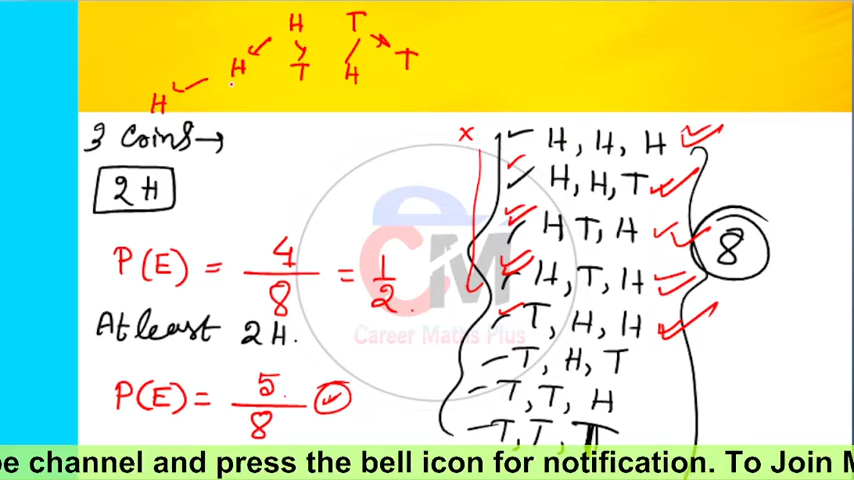 H T
H T H T
H
3 Coins →
2H
P(E) = 4/8 = 1/2.
Atleast 2H.
P(E) = 5/8
x
H, H, H
H, H, T
H T, H
H, T, H
T, H, H
T, H, T
T, T, H
T, T, T
8
CM
Career Maths Plus
be channel and press the bell icon for notification. To Join M